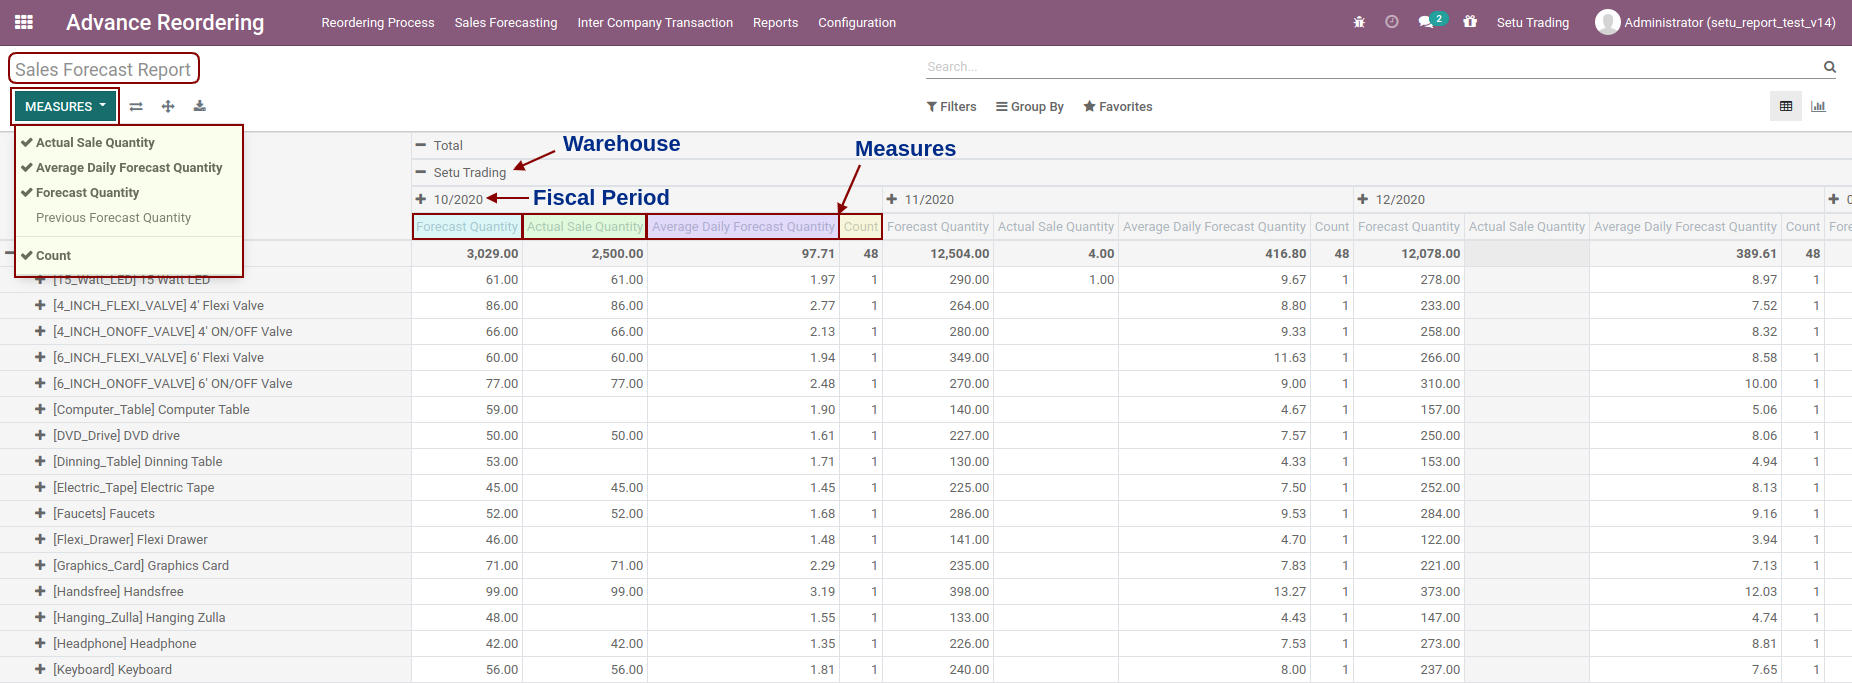 Advance Reordering Reordering Process Sales Forecasting Inter Company Transaction Reports Configuration 2 Setu Trading Administrator (setu_report_test_v14)
Sales Forecast Report Search...
MEASURES Filters Group By Favorites
Actual Sale Quantity
Average Daily Forecast Quantity
Forecast Quantity
Previous Forecast Quantity
Count
Total Warehouse Measures
Setu Trading
10/2020 Fiscal Period 11/2020 12/2020
Forecast Quantity Actual Sale Quantity Average Daily Forecast Quantity Count Forecast Quantity Actual Sale Quantity Average Daily Forecast Quantity Count Forecast Quantity Actual Sale Quantity Average Daily Forecast Quantity Count
3,029.00 2,500.00 97.71 48 12,504.00 4.00 416.80 48 12,078.00 389.61 48
[15_Watt_LED] 15 Watt LED 61.00 61.00 1.97 1 290.00 1.00 9.67 1 278.00 8.97 1
[4_INCH_FLEXI_VALVE] 4' Flexi Valve 86.00 86.00 2.77 1 264.00 8.80 1 233.00 7.52 1
[4_INCH_ONOFF_VALVE] 4' ON/OFF Valve 66.00 66.00 2.13 1 280.00 9.33 1 258.00 8.32 1
[6_INCH_FLEXI_VALVE] 6' Flexi Valve 60.00 60.00 1.94 1 349.00 11.63 1 266.00 8.58 1
[6_INCH_ONOFF_VALVE] 6' ON/OFF Valve 77.00 77.00 2.48 1 270.00 9.00 1 310.00 10.00 1
[Computer_Table] Computer Table 59.00 1.90 1 140.00 4.67 1 157.00 5.06 1
[DVD_Drive] DVD drive 50.00 50.00 1.61 1 227.00 7.57 1 250.00 8.06 1
[Dinning_Table] Dinning Table 53.00 1.71 1 130.00 4.33 1 153.00 4.94 1
[Electric_Tape] Electric Tape 45.00 45.00 1.45 1 225.00 7.50 1 252.00 8.13 1
[Faucets] Faucets 52.00 52.00 1.68 1 286.00 9.53 1 284.00 9.16 1
[Flexi_Drawer] Flexi Drawer 46.00 1.48 1 141.00 4.70 1 122.00 3.94 1
[Graphics_Card] Graphics Card 71.00 71.00 2.29 1 235.00 7.83 1 221.00 7.13 1
[Handsfree] Handsfree 99.00 99.00 3.19 1 398.00 13.27 1 373.00 12.03 1
[Hanging_Zulla] Hanging Zulla 48.00 1.55 1 133.00 4.43 1 147.00 4.74 1
[Headphone] Headphone 42.00 42.00 1.35 1 226.00 7.53 1 273.00 8.81 1
[Keyboard] Keyboard 56.00 56.00 1.81 1 240.00 8.00 1 237.00 7.65 1